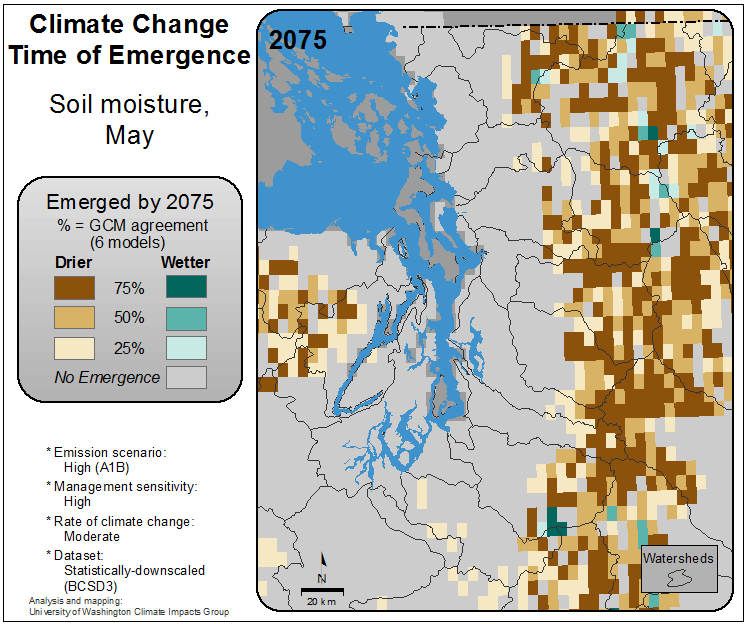 Climate Change
Time of Emergence
Soil moisture,
May
Emerged by 2075
% = GCM agreement
(6 models)
Drier Wetter
75%
50%
25%
No Emergence
* Emission scenario:
High (A1B)
* Management sensitivity:
High
* Rate of climate change:
Moderate
* Dataset:
Statistically-downscaled
(BCSD3)
Analysis and mapping:
University of Washington Climate Impacts Group
2075
N
20 km
Watersheds